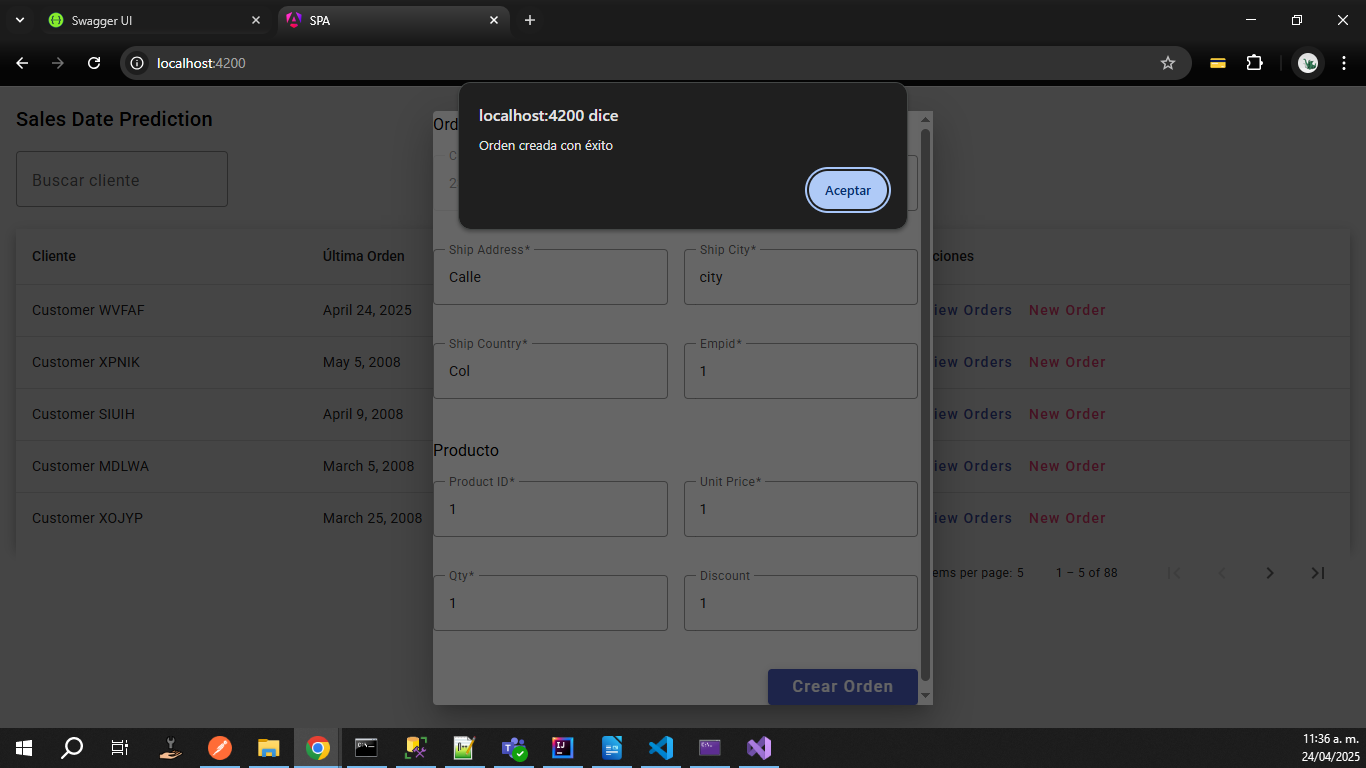 Swagger UI
SPA
localhost:4200
Sales Date Prediction
Buscar cliente
localhost:4200 dice
Orden creada con éxito
Aceptar
Ord
C
2
Ship Address*
Calle
Ship City*
city
Ship Country*
Col
Empid*
1
Producto
Product ID*
1
Unit Price*
1
Qty*
1
Discount
1
Crear Orden
Cliente Última Orden ciones
Customer WVFAF April 24, 2025 iew Orders New Order
Customer XPNIK May 5, 2008 iew Orders New Order
Customer SIUIH April 9, 2008 iew Orders New Order
Customer MDLWA March 5, 2008 iew Orders New Order
Customer XOJYP March 25, 2008 iew Orders New Order
ems per page: 5 1 – 5 of 88
11:36 a. m.
24/04/2025